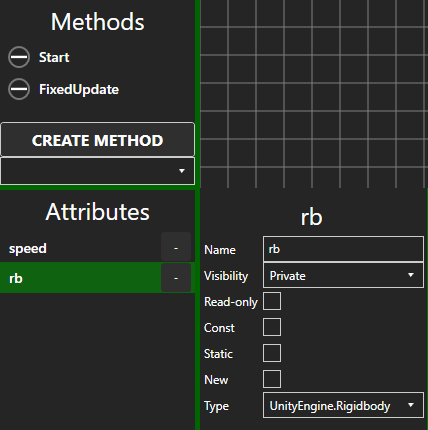 Methods
Start
FixedUpdate
CREATE METHOD
Attributes
speed -
rb -
rb
Name rb
Visibility Private
Read-only
Const
Static
New
Type UnityEngine.Rigidbody